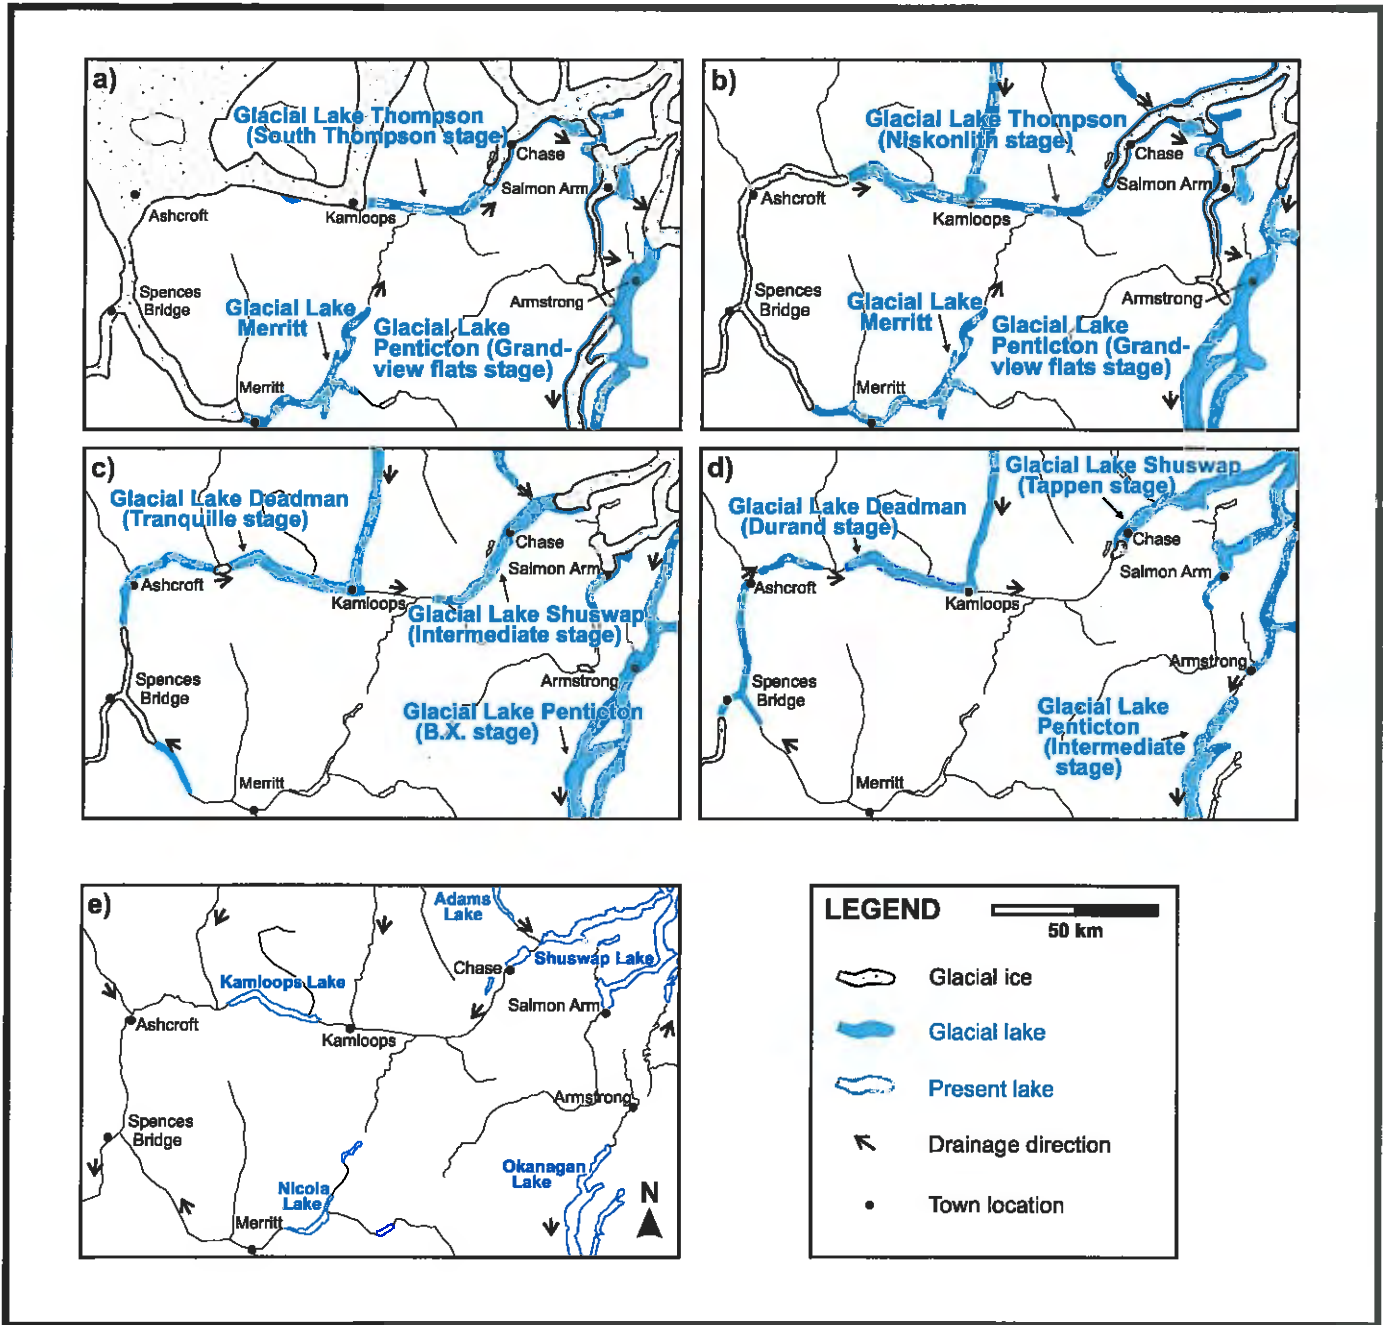 a)
Glacial Lake Thompson
(South Thompson stage)
Chase
Salmon Arm
Ashcroft
Kamloops
Spences
Bridge
Glacial Lake
Merritt
Armstrong
Glacial Lake
Penticton (Grand-
view flats stage)
Merritt
b)
Glacial Lake Thompson
(Niskonlith stage)
Chase
Salmon Arm
Ashcroft
Kamloops
Spences
Bridge
Glacial Lake
Merritt
Armstrong
Glacial Lake
Penticton (Grand-
view flats stage)
Merritt
c)
Glacial Lake Deadman
(Tranquille stage)
Chase
Salmon Arm
Ashcroft
Kamloops
Glacial Lake Shuswap
(Intermediate stage)
Armstrong
Spences
Bridge
Glacial Lake Penticton
(B.X. stage)
Merritt
d)
Glacial Lake Shuswap
(Tappen stage)
Glacial Lake Deadman
(Durand stage)
Chase
Salmon Arm
Ashcroft
Kamloops
Armstrong
Spences
Bridge
Glacial Lake
Penticton
(Intermediate
stage)
Merritt
e)
Adams
Lake
Shuswap Lake
Chase
Kamloops Lake
Salmon Arm
Ashcroft
Kamloops
Armstrong
Spences
Bridge
Okanagan
Lake
Nicola
Lake
N
Merritt
LEGEND
50 km
Glacial ice
Glacial lake
Present lake
Drainage direction
Town location